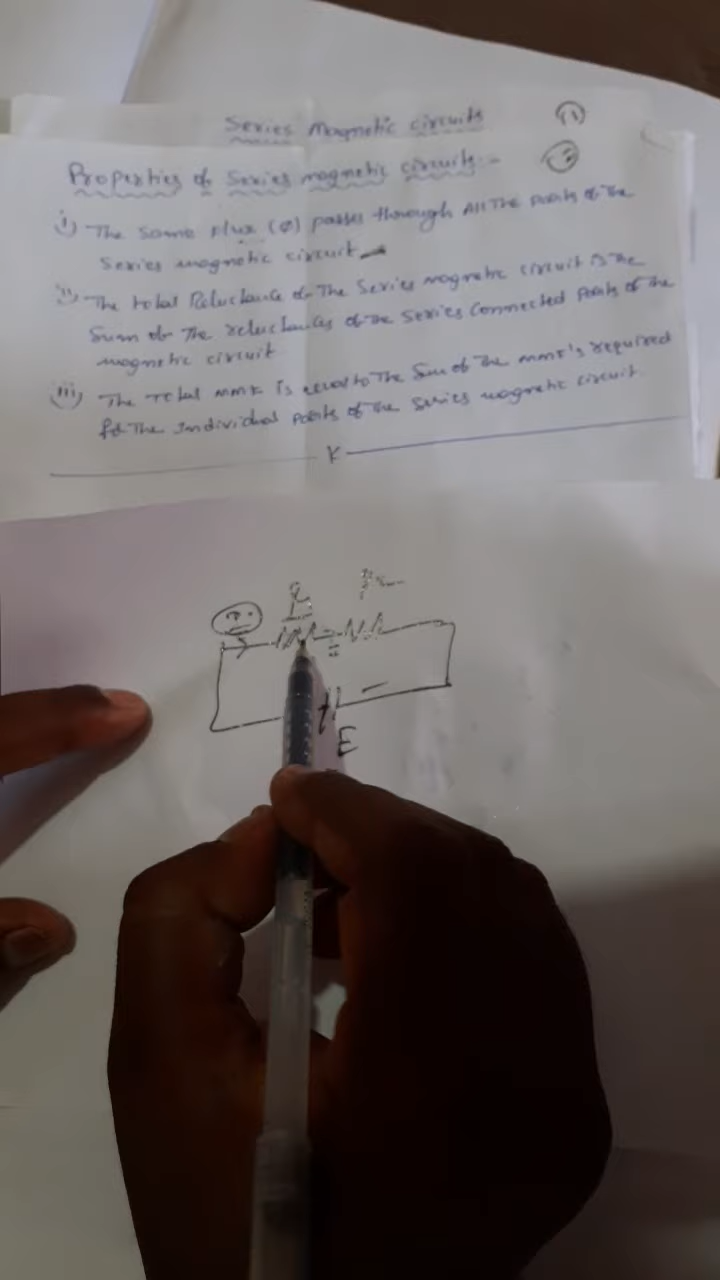 Series Magnetic circuits
Properties of Series magnetic circuits:-
i) The same flux (φ) passes through All The parts of The
Series magnetic circuit
ii) The total Reluctance of The Series magnetic circuit is The
Sum of The reluctances of The Series Connected parts of The
magnetic circuit
iii) The Total mmf is equal to The Sum of The mmf's required
for The Individual parts of The Series magnetic circuit.
E